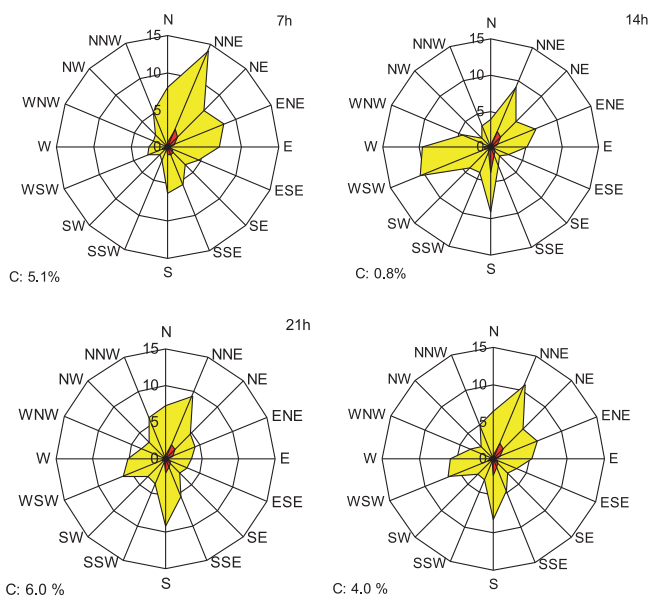 N 7h
15
NNW NNE
NW 10 NE
WNW 5 ENE
W 0 E
WSW ESE
SW SE
SSW SSE
S
C: 5.1%
N 14h
15
NNW NNE
NW 10 NE
WNW 5 ENE
W 0 E
WSW ESE
SW SE
SSW SSE
S
C: 0.8%
N 21h
15
NNW NNE
NW 10 NE
WNW 5 ENE
W 0 E
WSW ESE
SW SE
SSW SSE
S
C: 6.0 %
N
15
NNW NNE
NW 10 NE
WNW 5 ENE
W 0 E
WSW ESE
SW SE
SSW SSE
S
C: 4.0 %